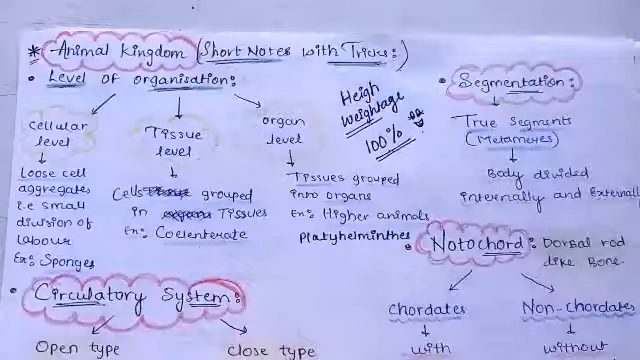 * Animal Kingdom (Short Notes with Tricks:)
• Level of organisation:
Cellular
level
Loose cell
aggregates
i.e small
division of
labour
Ex: Sponges
Tissue
level
Cells grouped
in Tissues
Ex: Coelenterate
organ
level
Tissues grouped
into organs
Ex: Higher animals
Platyhelminthes
Heigh
Weightage
100%
• Segmentation:
True Segments
(Metameres)
Body divided
internally and Externall
• Notochord: Dorsal rod
like Bone.
Chordates
with
Non-Chordates
without
• Circulatory System:
Open type
Close type